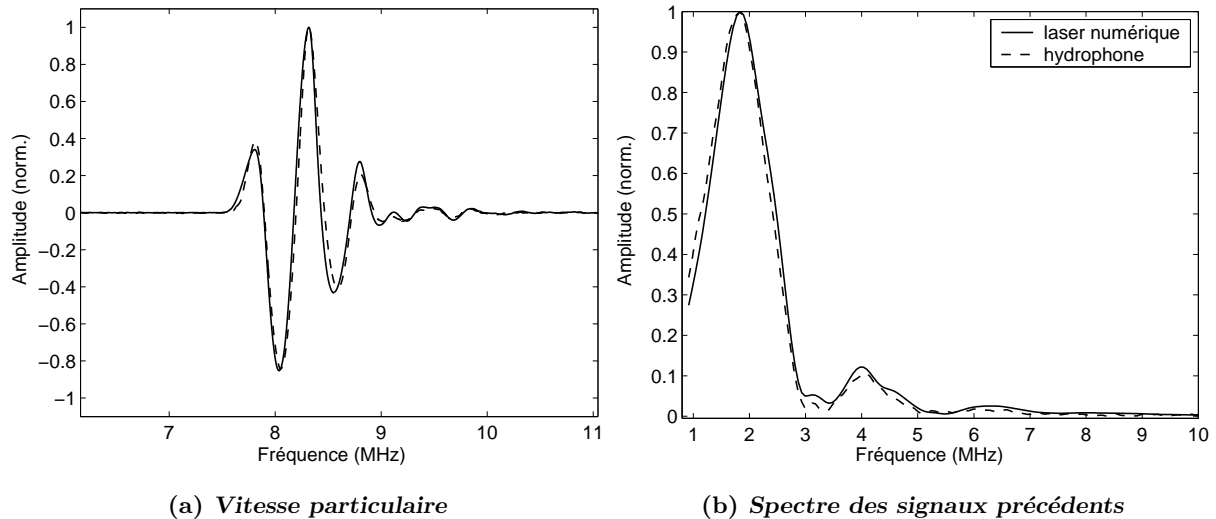 1
0.8
0.6
0.4
0.2
0
−0.2
−0.4
−0.6
−0.8
−1
Amplitude (norm.)
7 8 9 10 11
Fréquence (MHz)
(a) Vitesse particulaire
1
0.9
0.8
0.7
0.6
0.5
0.4
0.3
0.2
0.1
0
Amplitude (norm.)
laser numérique
hydrophone
1 2 3 4 5 6 7 8 9 10
Fréquence (MHz)
(b) Spectre des signaux précédents